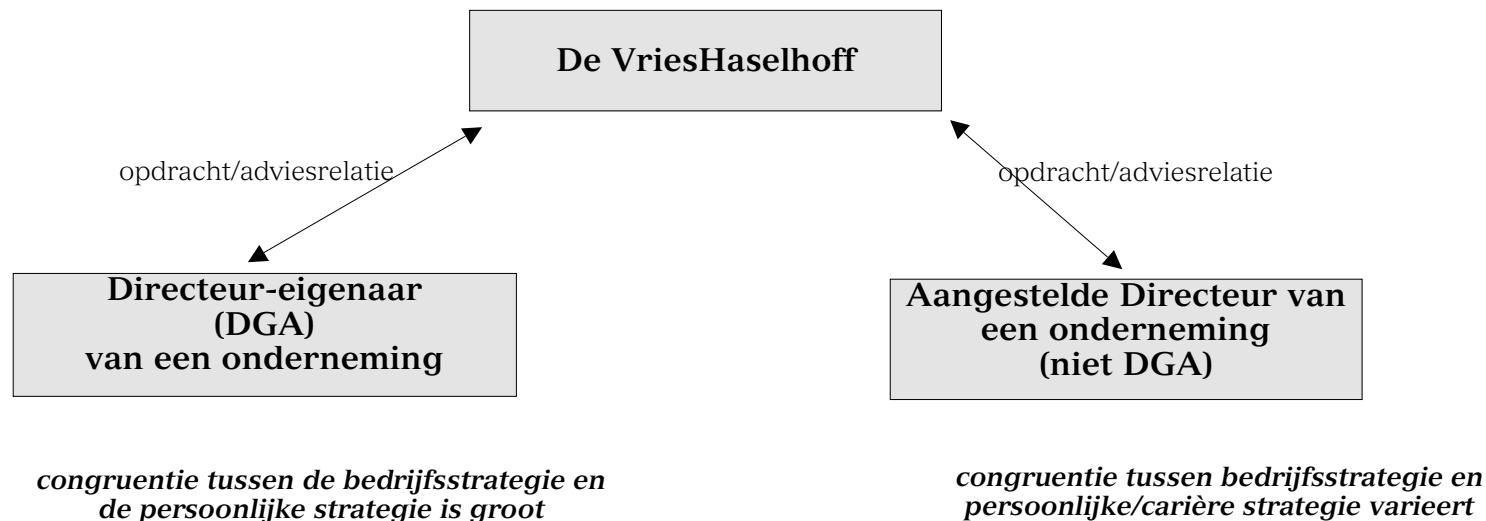 De VriesHaselhoff
opdracht/adviesrelatie
opdracht/adviesrelatie
Directeur-eigenaar
(DGA)
van een onderneming
Aangestelde Directeur van
een onderneming
(niet DGA)
congruentie tussen de bedrijfsstrategie en
de persoonlijke strategie is groot
congruentie tussen bedrijfsstrategie en
persoonlijke/carière strategie varieert